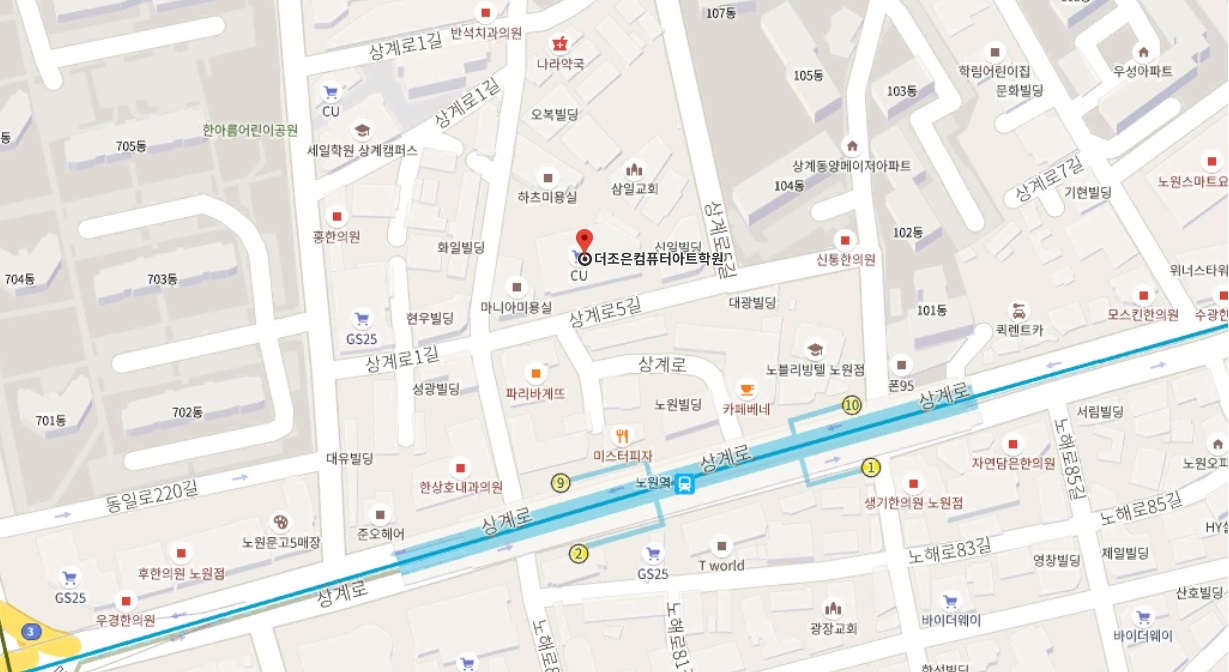 107동
반석치과의원
상계로1길
나라약국
105동
학림어린이집
우성아파트
103동
문화빌딩
CU
상계로1길
오복빌딩
한아름어린이공원
705동
세일학원 상계캠퍼스
동
상계동양메이저아파트
104동
하츠미용실
삼일교회
상계로7길
기현빌딩
노원스마트요
홍한의원
화일빌딩
신일빌딩
상계로5길
102동
더조은컴퓨터아트학원
CU
신통한의원
704동
703동
위너스타워
마니아미용실
대광빌딩
101동
모스킨한의원
수광한
현우빌딩
상계로5길
퀵렌트카
GS25
상계로1길
상계로
노블리빙텔 노원점
폰95
성광빌딩
파리바게뜨
노원빌딩
카페베네
상계로
10
701동
702동
서림빌딩
미스터피자
대유빌딩
상계로
노원역
1
자연담은한의원
노해로85길
노원오피
한상호내과의원
9
생기한의원 노원점
동일로220길
상계로
노해로85길
노원문고5매장
준오헤어
2
GS25
T world
노해로83길
영창빌딩
제일빌딩
후한의원 노원점
GS25
상계로
우경한의원
광장교회
바이더웨이
산호빌딩
바이더웨이
3
노해로81